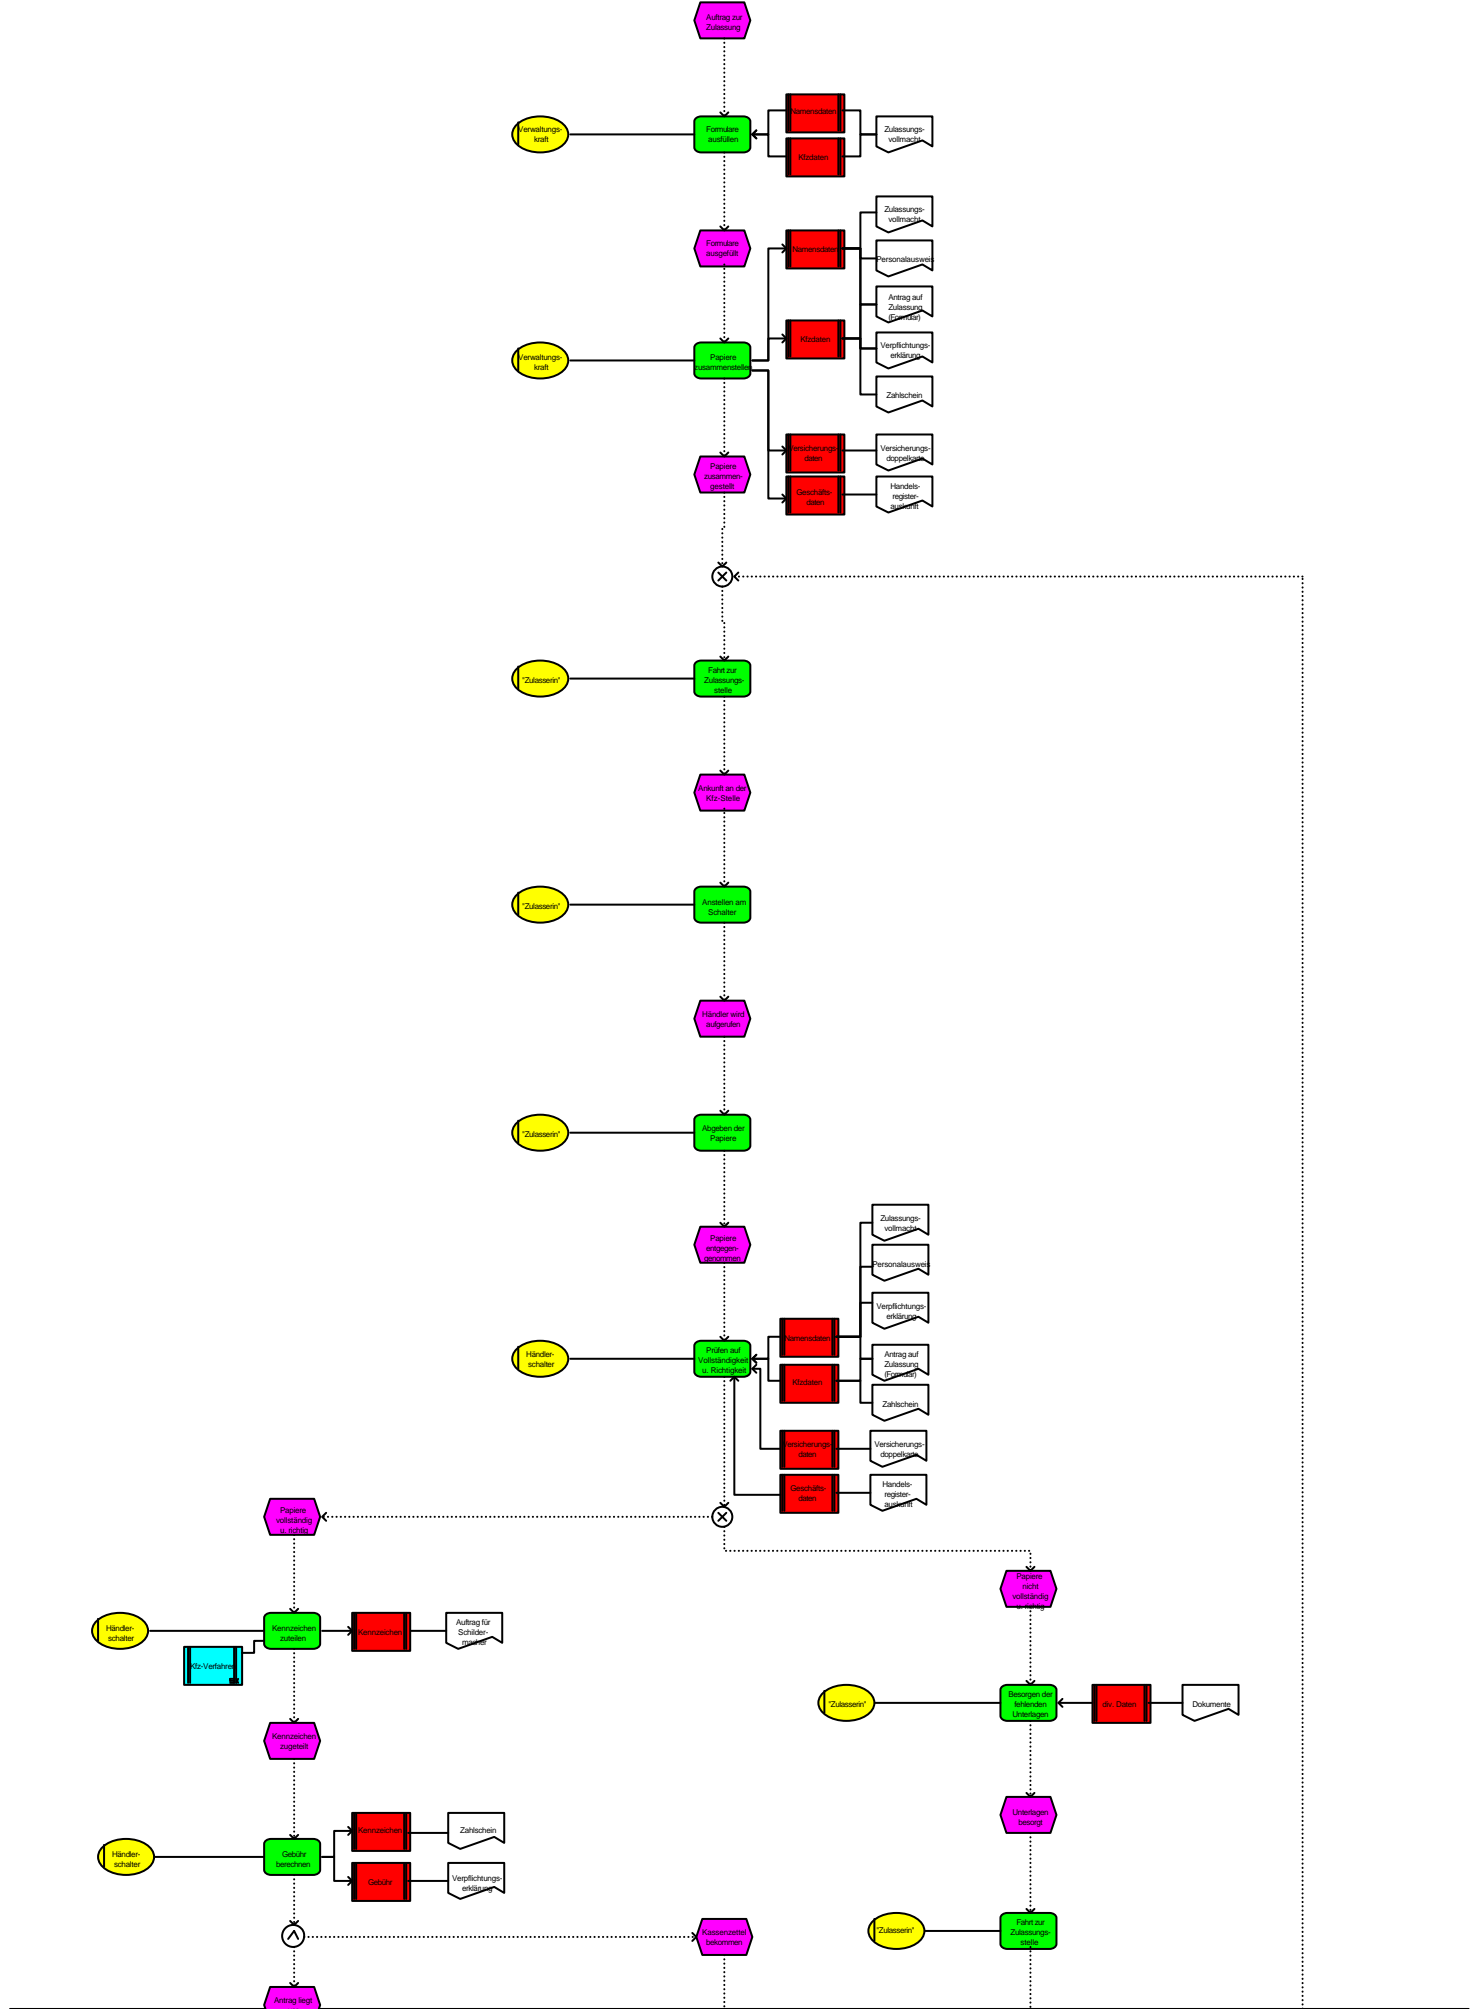 Auftrag zur
Zulassung
Verwaltungs-
kraft
Formulare
ausfüllen
Namensdaten
Kfzdaten
Zulassungs-
vollmacht
Formulare
ausgefüllt
Namensdaten
Zulassungs-
vollmacht
Personalausweis
Antrag auf
Zulassung
(Formular)
Verwaltungs-
kraft
Papiere
zusammenstellen
Kfzdaten
Verpflichtungs-
erklärung
Zahlschein
Papiere
zusammen-
gestellt
Versicherungs-
daten
Versicherungs-
doppelkarte
Geschäfts-
daten
Handels-
register-
auskunft
"Zulasserin"
Fahrt zur
Zulassungs-
stelle
Ankunft an der
Kfz-Stelle
"Zulasserin"
Anstellen am
Schalter
Händler wird
aufgerufen
"Zulasserin"
Abgeben der
Papiere
Papiere
entgegen-
genommen
Zulassungs-
vollmacht
Personalausweis
Verpflichtungs-
erklärung
Händler-
schalter
Prüfen auf
Vollständigkeit
u. Richtigkeit
Namensdaten
Kfzdaten
Antrag auf
Zulassung
(Formular)
Zahlschein
Versicherungs-
daten
Versicherungs-
doppelkarte
Geschäfts-
daten
Handels-
register-
auskunft
Papiere
vollständig
u. richtig
Papiere
nicht
vollständig
u. richtig
Händler-
schalter
Kennzeichen
zuteilen
Kennzeichen
Auftrag für
Schilder-
macher
Kfz-Verfahren
"Zulasserin"
Besorgen der
fehlenden
Unterlagen
div. Daten
Dokumente
Kennzeichen
zugeteilt
Unterlagen
besorgt
Händler-
schalter
Gebühr
berechnen
Kennzeichen
Zahlschein
Gebühr
Verpflichtungs-
erklärung
Kassenzettel
bekommen
"Zulasserin"
Fahrt zur
Zulassungs-
stelle
Antrag liegt